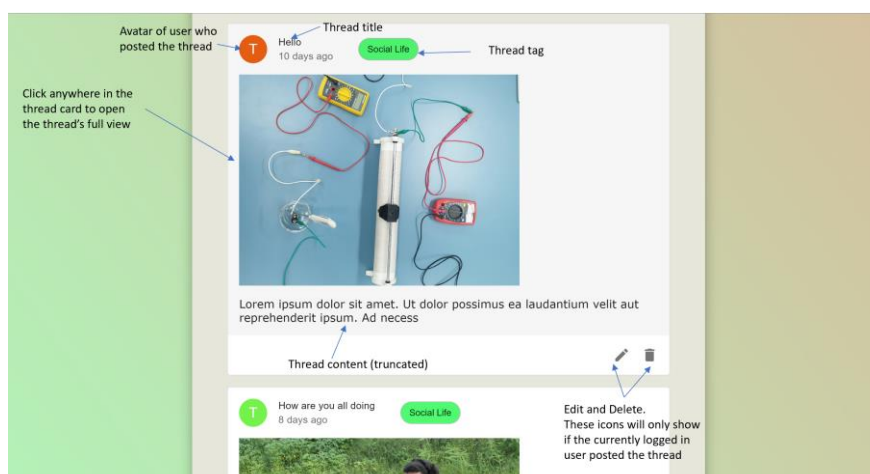 Avatar of user who
posted the thread
Thread title
T
Hello
10 days ago
Social Life
Thread tag
Click anywhere in the
thread card to open
the thread's full view
Lorem ipsum dolor sit amet. Ut dolor possimus ea laudantium velit aut
reprehenderit ipsum. Ad necess
Thread content (truncated)
T
How are you all doing
8 days ago
Social Life
Edit and Delete.
These icons will only show
if the currently logged in
user posted the thread